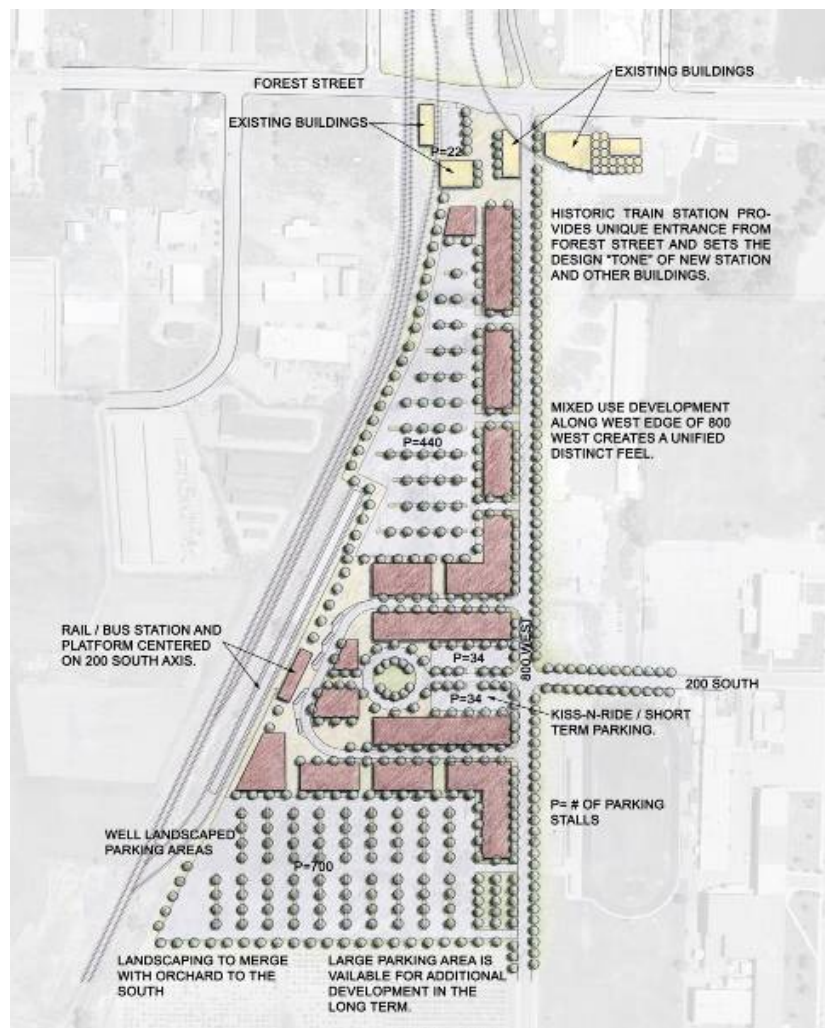 FOREST STREET
EXISTING BUILDINGS
EXISTING BUILDINGS
P=22
HISTORIC TRAIN STATION PRO-
VIDES UNIQUE ENTRANCE FROM
FOREST STREET AND SETS THE
DESIGN "TONE" OF NEW STATION
AND OTHER BUILDINGS.
MIXED USE DEVELOPMENT
ALONG WEST EDGE OF 800
WEST CREATES A UNIFIED
DISTINCT FEEL.
P=440
RAIL / BUS STATION AND
PLATFORM CENTERED
ON 200 SOUTH AXIS.
800 WEST
P=34
P=34
200 SOUTH
KISS-N-RIDE / SHORT
TERM PARKING.
P= # OF PARKING
STALLS
WELL LANDSCAPED
PARKING AREAS
P=700
LANDSCAPING TO MERGE
WITH ORCHARD TO THE
SOUTH
LARGE PARKING AREA IS
VAILABLE FOR ADDITIONAL
DEVELOPMENT IN THE
LONG TERM.